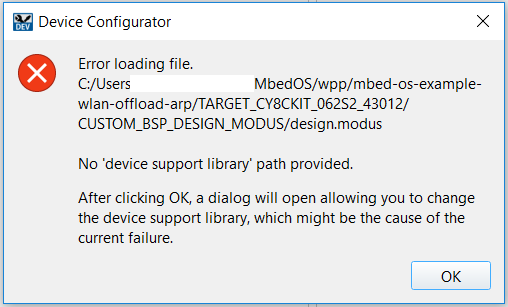 DEV
Device Configurator
Error loading file.
C:/Users MbedOS/wpp/mbed-os-example-
wlan-offload-arp/TARGET_CY8CKIT_062S2_43012/
CUSTOM_BSP_DESIGN_MODUS/design.modus
No 'device support library' path provided.
After clicking OK, a dialog will open allowing you to change
the device support library, which might be the cause of the
current failure.
OK